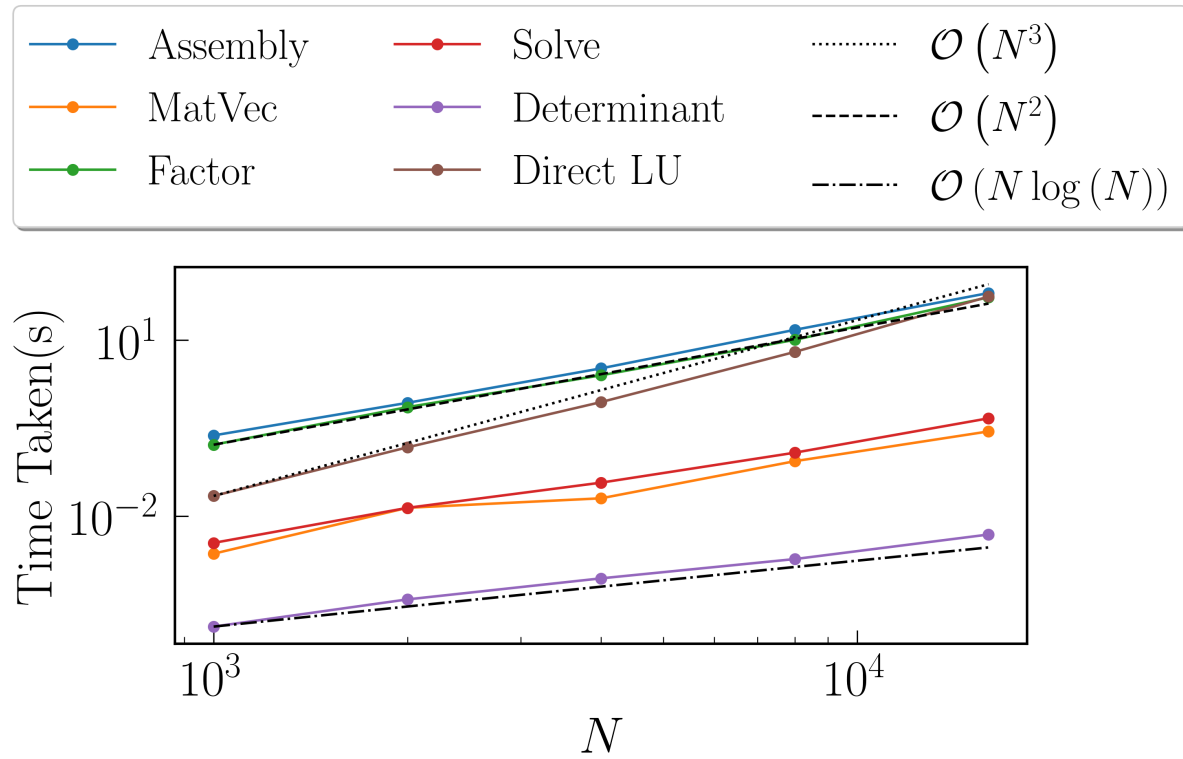 Assembly
MatVec
Factor
Solve
Determinant
Direct LU
𝒪 (N³)
𝒪 (N²)
𝒪 (N log (N))
Time Taken(s)
10¹
10⁻²
10³
10⁴
N